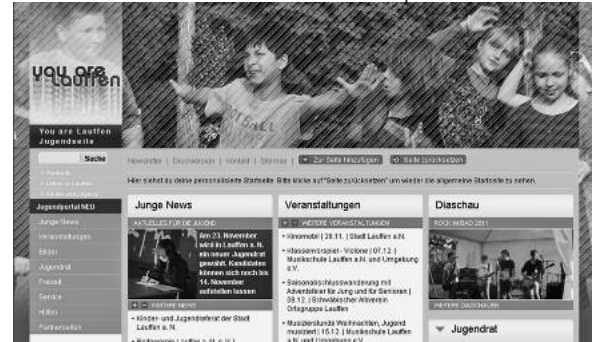 you are
Lauffen
You are Lauffen
Jugendseite
Suche
Newsletter | Druckversion | Kontakt | Sitemap | Zur Seite hinzufügen Seite zurücksetzen
Hier siehst du deine personalisierte Startseite. Bitte klicke auf "Seite zurücksetzen" um wieder die allgemeine Startseite zu sehen.
Jugendportal NEU
Junge News
Veranstaltungen
Bilder
Jugendrat
Freizeit
Service
Hilfen
Partnerseiten
Junge News
AKTUELLES FÜR DIE JUGEND
Am 23. November
wird in Lauffen a. N.
ein neuer Jugendrat
gewählt. Kandidaten
können sich noch bis
14. November
aufstellen lassen
WEITERE NEWS
• Kinder- und Jugendreferat der Stadt
Lauffen a. N.
Veranstaltungen
WEITERE VERANSTALTUNGEN
• Kinomobil | 28.11. | Stadt Lauffen a.N.
• Klassenvorspiel - Violone | 07.12. |
Musikschule Lauffen a.N. und Umgebung
e.V.
• Saisonabschlusswanderung mit
Adventsfeier für Jung und für Senioren |
08.12. | Schwäbischer Albverein
Ortsgruppe Lauffen
• Musizierstunde Weihnachten, Jugend
musiziert | 15.12. | Musikschule Lauffen
a.N. und Umgebung e.V.
Diaschau
ROCK IM BAD 2011
WEITERE DIASCHAUEN
Jugendrat